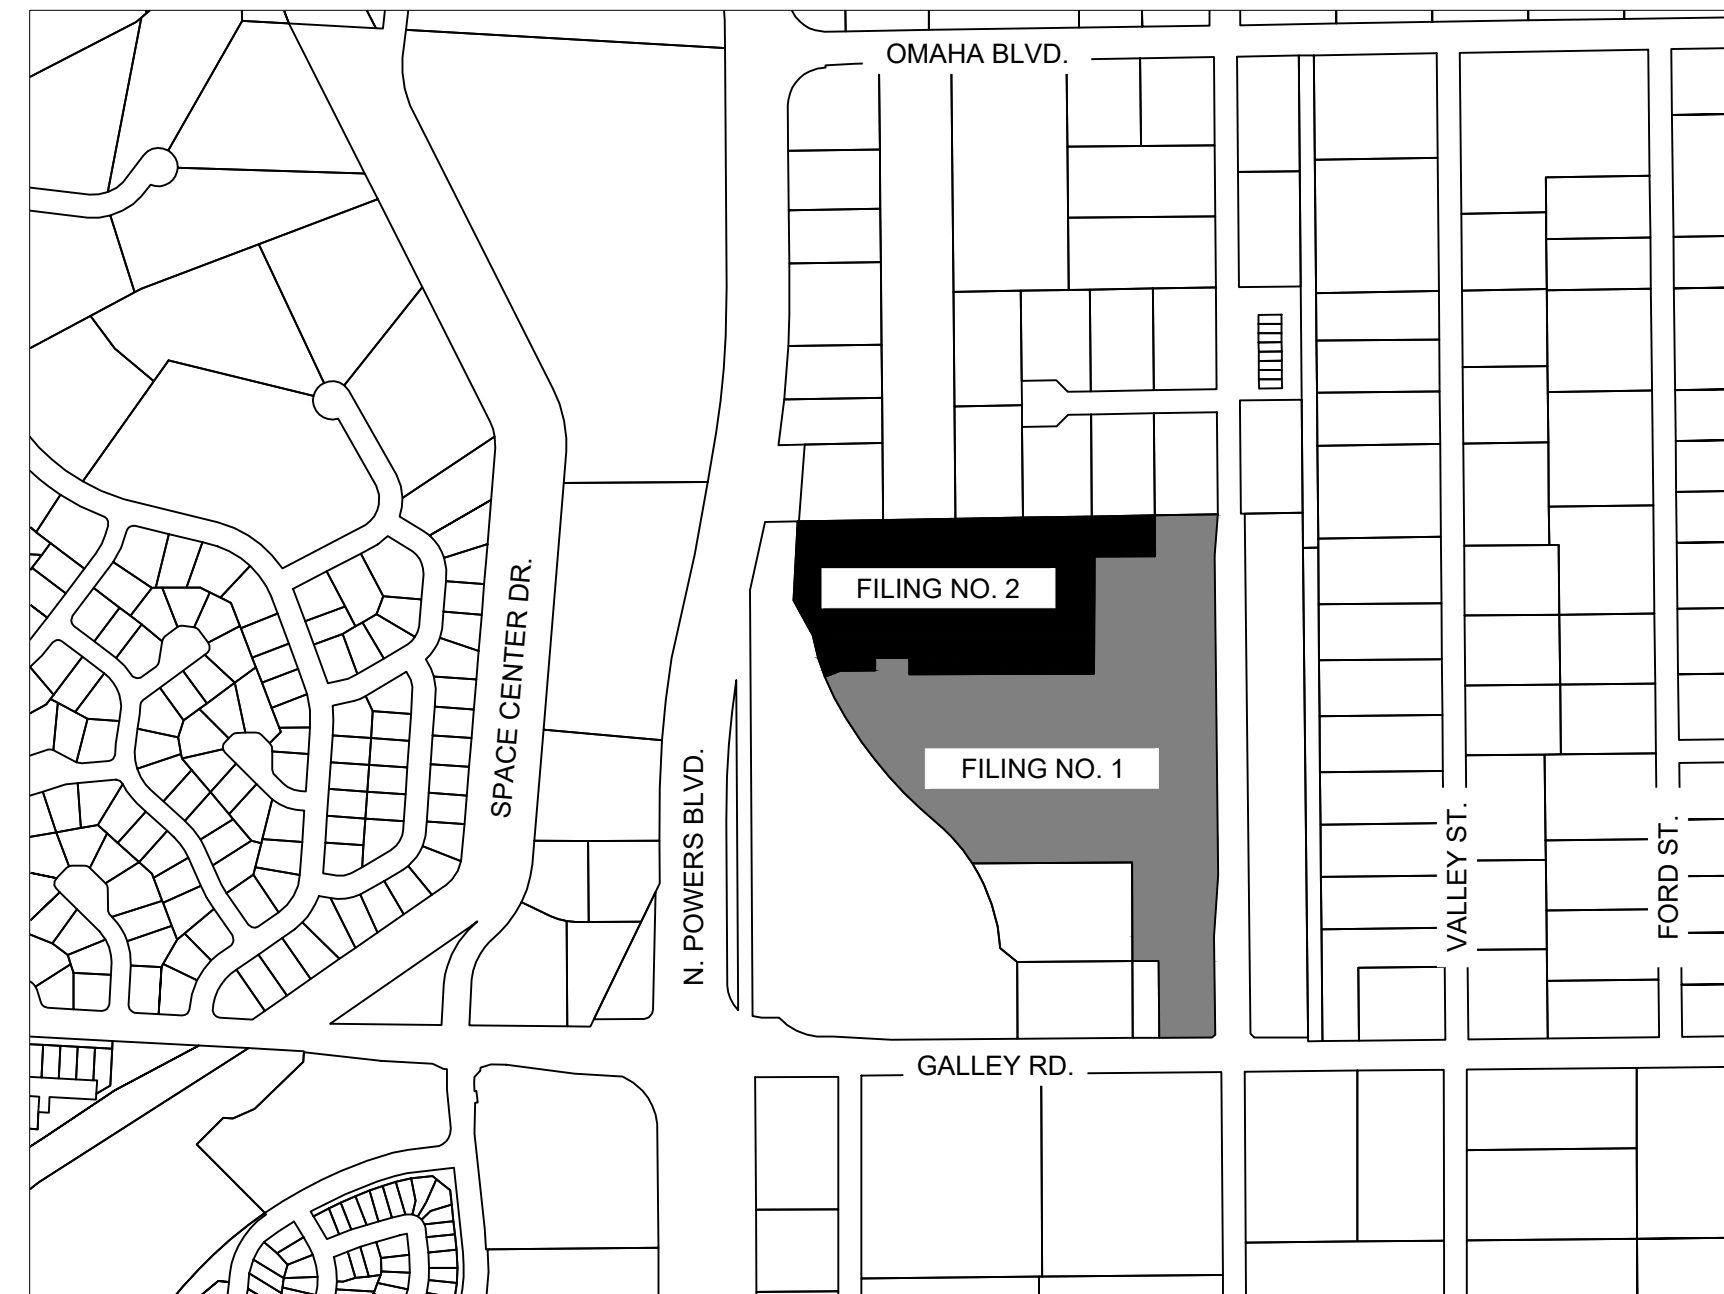 OMAHA BLVD.
FILING NO. 2
SPACE CENTER DR.
FILING NO. 1
N. POWERS BLVD.
VALLEY ST.
FORD ST.
GALLEY RD.